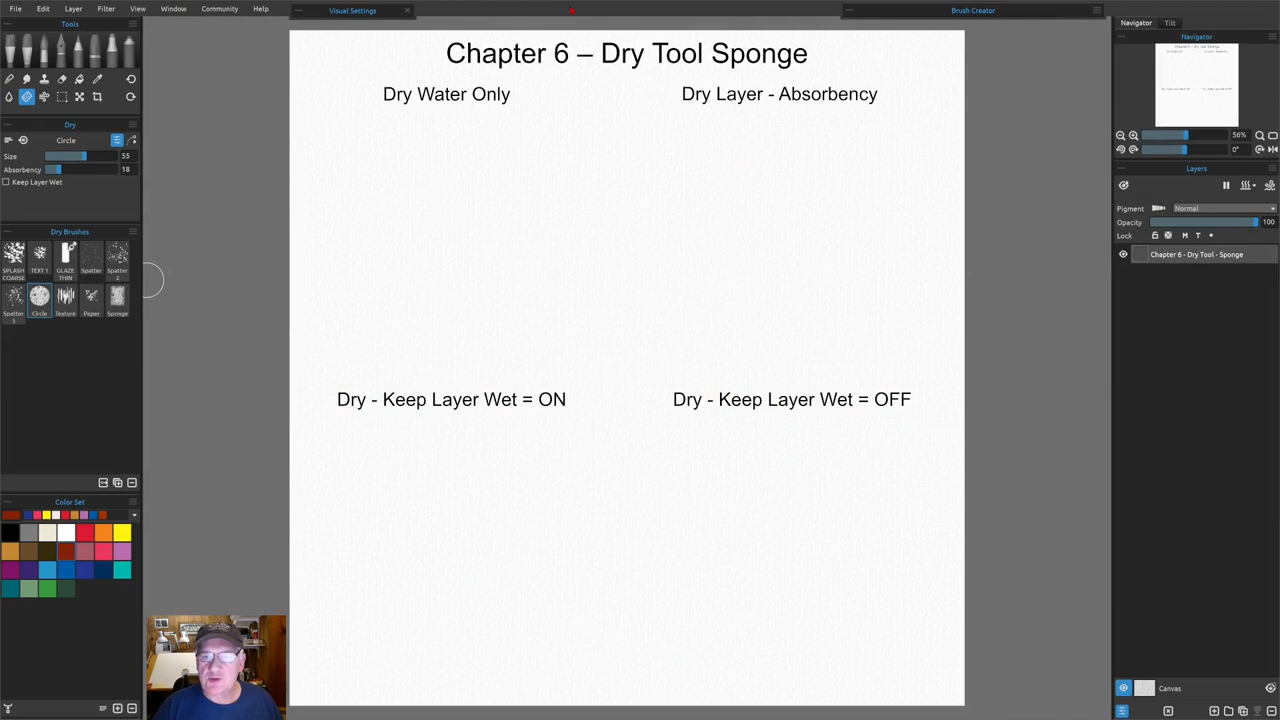 File Edit Layer Filter View Window Community Help
Visual Settings
Brush Creator
Tools
Navigator Tilt
Navigator
56%
0°
Dry
Circle
Size 55
Absorbency 18
Keep Layer Wet
Dry Brushes
SPLASH COARSE
TEXT 1
GLAZE THIN
Spatter
Spatter 2
Spatter 3
Circle
Texture
Paper
Sponge
Color Set
Chapter 6 – Dry Tool Sponge
Dry Water Only
Dry Layer - Absorbency
Dry - Keep Layer Wet = ON
Dry - Keep Layer Wet = OFF
Layers
Pigment Normal
Opacity 100
Lock M T
Chapter 6 - Dry Tool - Sponge
Canvas